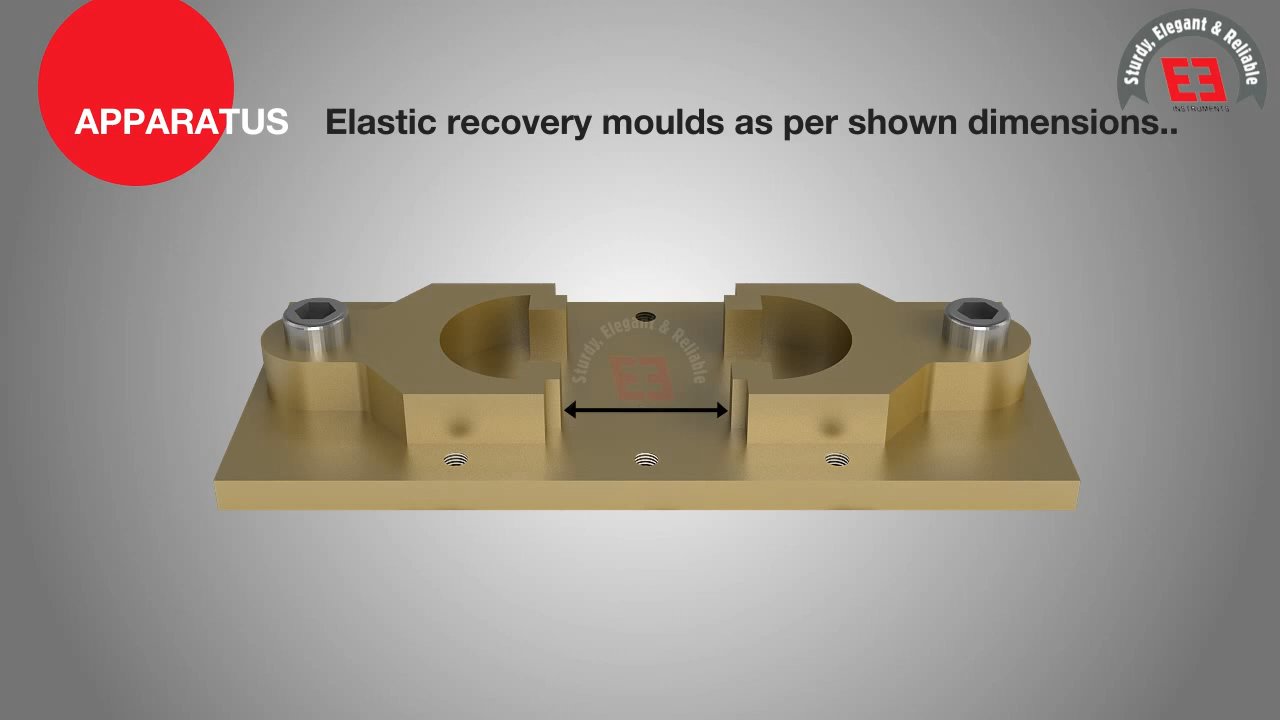 Sturdy, Elegant & Reliable
INSTRUMENTS
APPARATUS Elastic recovery moulds as per shown dimensions..
Sturdy, Elegant & Reliable